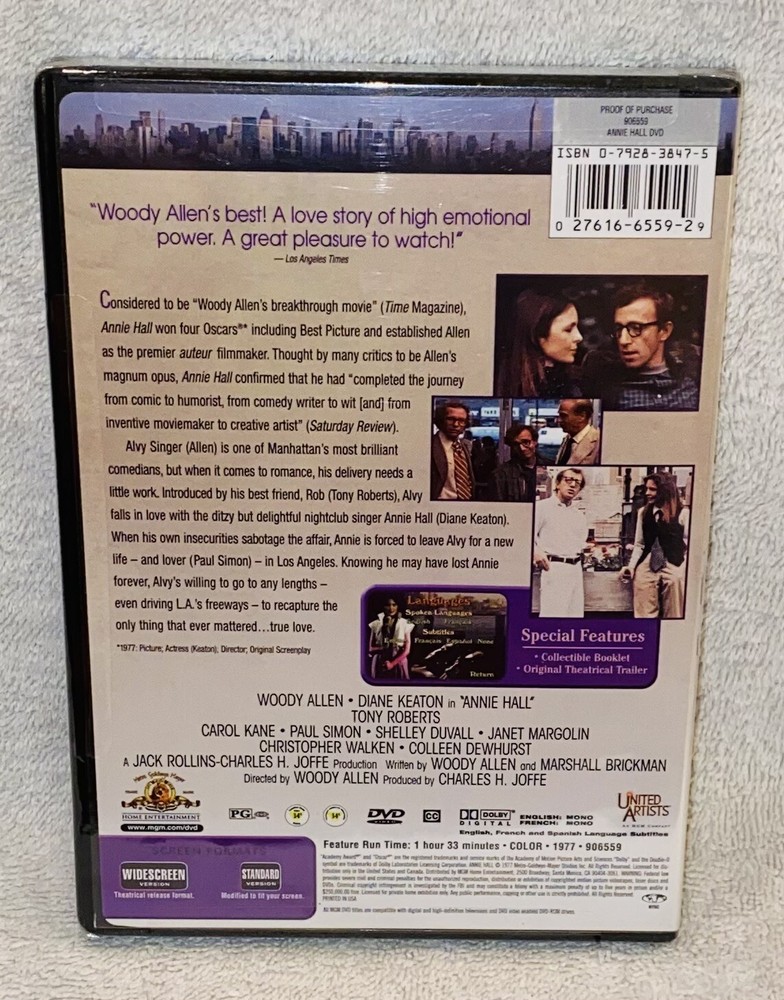 PROOF OF PURCHASE
906559
ANNIE HALL DVD
ISBN 0-7928-3847-5
0 27616-6559-2 9
"Woody Allen's best! A love story of high emotional
power. A great pleasure to watch!"
— Los Angeles Times
Considered to be "Woody Allen's breakthrough movie" (Time Magazine),
Annie Hall won four Oscars®* including Best Picture and established Allen
as the premier auteur filmmaker. Thought by many critics to be Allen's
magnum opus, Annie Hall confirmed that he had "completed the journey
from comic to humorist, from comedy writer to wit [and] from
inventive moviemaker to creative artist" (Saturday Review).
Alvy Singer (Allen) is one of Manhattan's most brilliant
comedians, but when it comes to romance, his delivery needs a
little work. Introduced by his best friend, Rob (Tony Roberts), Alvy
falls in love with the ditzy but delightful nightclub singer Annie Hall (Diane Keaton).
When his own insecurities sabotage the affair, Annie is forced to leave Alvy for a new
life – and lover (Paul Simon) – in Los Angeles. Knowing he may have lost Annie
forever, Alvy's willing to go to any lengths –
even driving L.A.'s freeways – to recapture the
only thing that ever mattered...true love.
*1977: Picture; Actress (Keaton); Director; Original Screenplay
Languages
Spoken Languages
English Français
Subtitles
Français Español None
Return
Special Features
• Collectible Booklet
• Original Theatrical Trailer
WOODY ALLEN • DIANE KEATON in "ANNIE HALL"
TONY ROBERTS
CAROL KANE • PAUL SIMON • SHELLEY DUVALL • JANET MARGOLIN
CHRISTOPHER WALKEN • COLLEEN DEWHURST
A JACK ROLLINS-CHARLES H. JOFFE Production Written by WOODY ALLEN and MARSHALL BRICKMAN
Directed by WOODY ALLEN Produced by CHARLES H. JOFFE
Metro Goldwyn Mayer
HOME ENTERTAINMENT
www.mgm.com/dvd
PG
DVD
CC
DOLBY
DIGITAL
ENGLISH: MONO
FRENCH: MONO
UNITED
ARTISTS
English, French and Spanish Language Subtitles
SCREEN FORMATS
WIDESCREEN
VERSION
Theatrical release format.
STANDARD
VERSION
Modified to fit your screen.
Feature Run Time: 1 hour 33 minutes • COLOR • 1977 • 906559
PRINTED IN USA